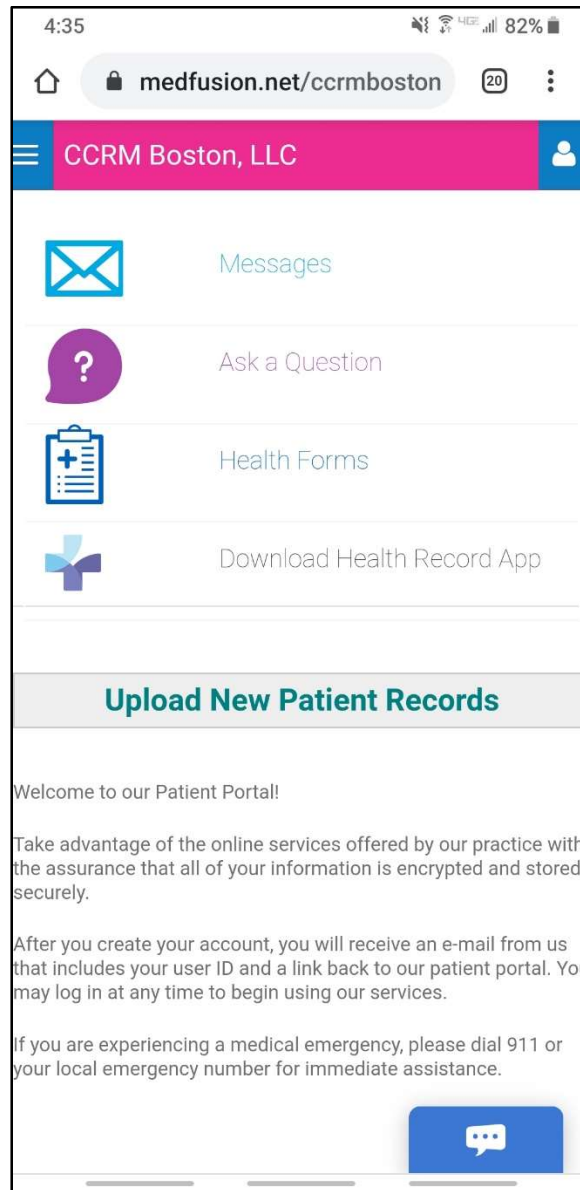 4:35 4GE 82%
medfusion.net/ccrmboston 20
CCRM Boston, LLC
Messages
? Ask a Question
Health Forms
Download Health Record App
Upload New Patient Records
Welcome to our Patient Portal!
Take advantage of the online services offered by our practice with
the assurance that all of your information is encrypted and stored
securely.
After you create your account, you will receive an e-mail from us
that includes your user ID and a link back to our patient portal. You
may log in at any time to begin using our services.
If you are experiencing a medical emergency, please dial 911 or
your local emergency number for immediate assistance.